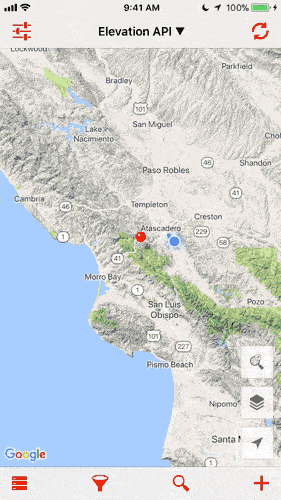 9:41 AM
100%
Elevation API ▼
Lockwood
Parkfield
Bradley
101
San Miguel
Lake
Nacimiento
46
Shandon
Paso Robles
46
41
Cambria
Templeton
Creston
1
Atascadero
229
58
41
Morro Bay
1
Pozo
San Luis
Obispo
101
227
Pismo Beach
Nipomo
Santa M
Google